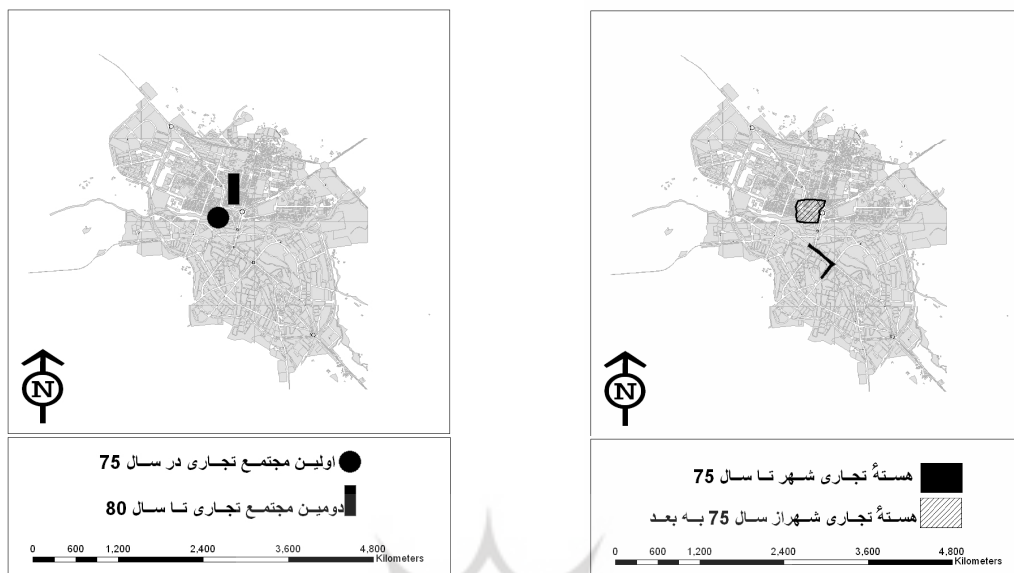 N
اولین مجتمع تجاری در سال 75
دومین مجتمع تجاری تا سال 80
0 600 1,200 2,400 3,600 4,800
Kilometers
N
هستهٔ تجاری شهر تا سال 75
هستهٔ تجاری شهراز سال 75 به بعد
0 600 1,200 2,400 3,600 4,800
Kilometers